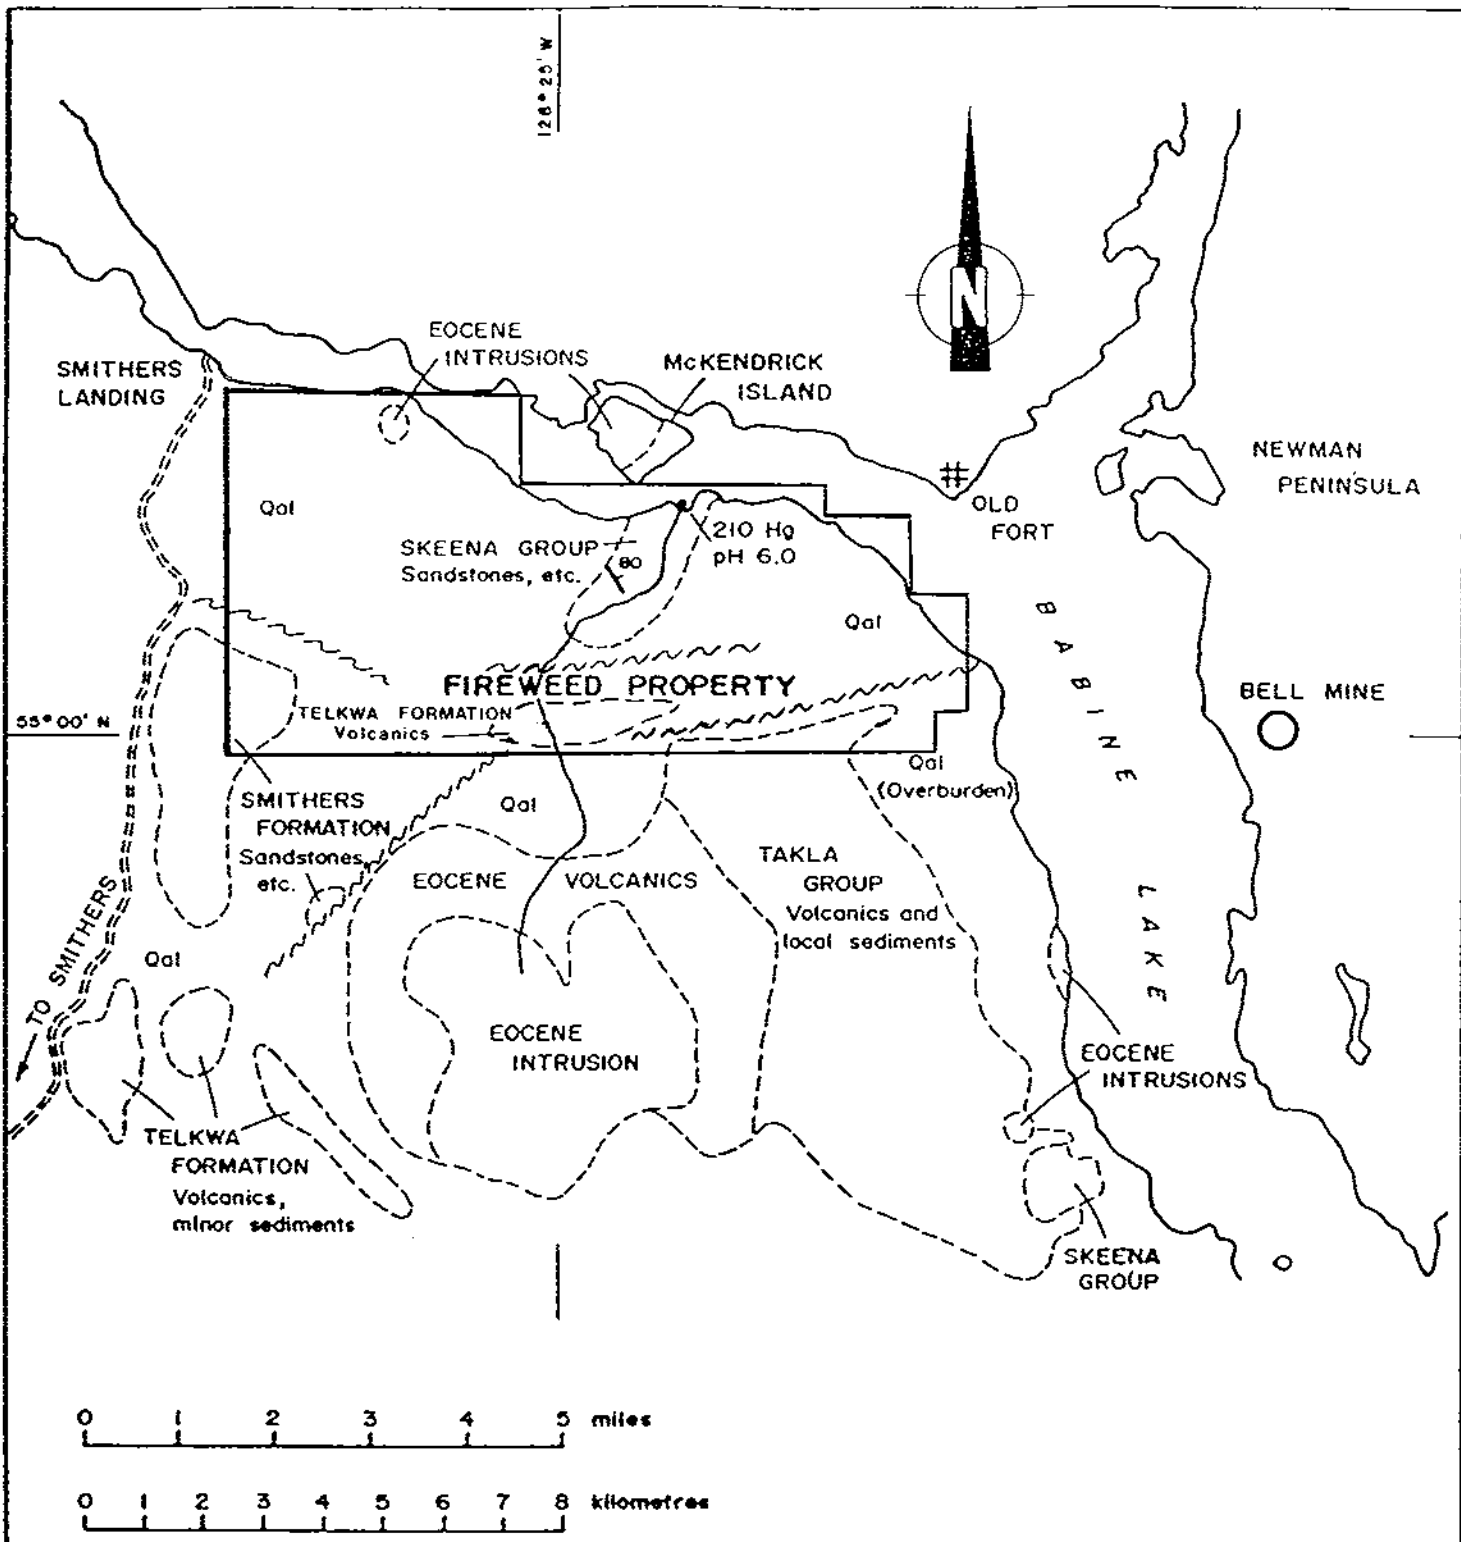 126° 25' W
N
EOCENE
INTRUSIONS
McKENDRICK
ISLAND
SMITHERS
LANDING
NEWMAN
PENINSULA
OLD
FORT
Qal
210 Hg
pH 6.0
SKEENA GROUP
Sandstones, etc.
80
Qal
BABINE
LAKE
FIREWEED PROPERTY
BELL MINE
55° 00' N
TELKWA FORMATION
Volcanics
Qal
(Overburden)
SMITHERS
FORMATION
Sandstones,
etc.
Qal
EOCENE VOLCANICS
TAKLA
GROUP
Volcanics and
local sediments
TO SMITHERS
Qal
EOCENE
INTRUSION
EOCENE
INTRUSIONS
TELKWA
FORMATION
Volcanics,
minor sediments
SKEENA
GROUP
0 1 2 3 4 5 miles
0 1 2 3 4 5 6 7 8 kilometres